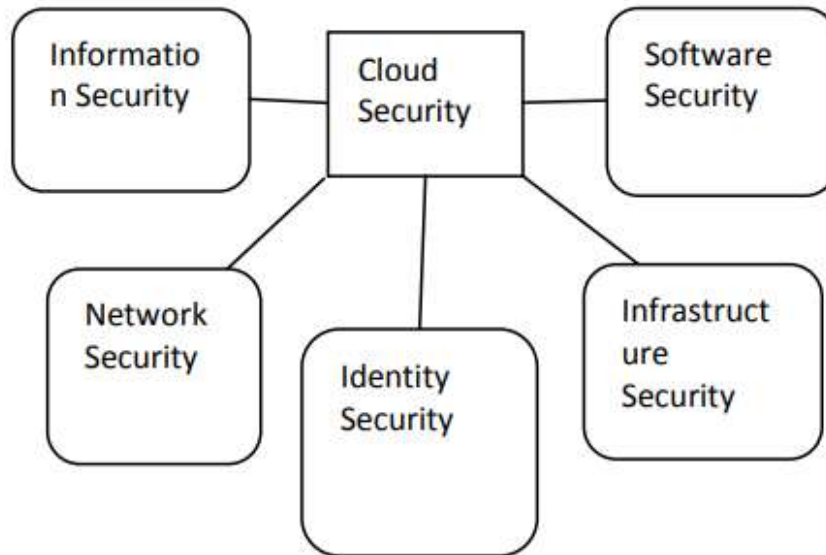 Informatio
n Security
Cloud
Security
Software
Security
Network
Security
Identity
Security
Infrastruct
ure
Security